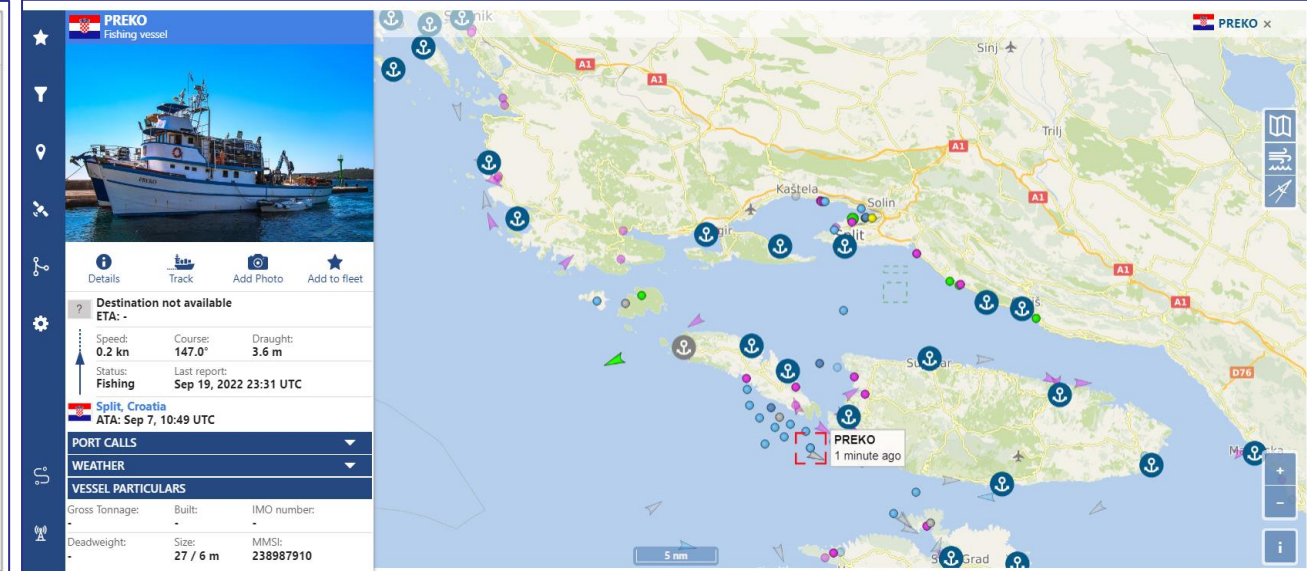 PREKO
Fishing vessel
PREKO
Details
Track
Add Photo
Add to fleet
?
Destination not available
ETA: -
Speed:
Course:
Draught:
0.2 kn
147.0°
3.6 m
Status:
Last report:
Fishing
Sep 19, 2022 23:31 UTC
Split, Croatia
ATA: Sep 7, 10:49 UTC
PORT CALLS
WEATHER
VESSEL PARTICULARS
Gross Tonnage:
Built:
IMO number:
-
-
-
Deadweight:
Size:
MMSI:
-
27 / 6 m
238987910
PREKO ×
Sinj
A1
A1
Trilj
A1
Kaštela
Solin
A1
Split
A1
A1
D76
PREKO
1 minute ago
5 nm
Grad
+
−
i